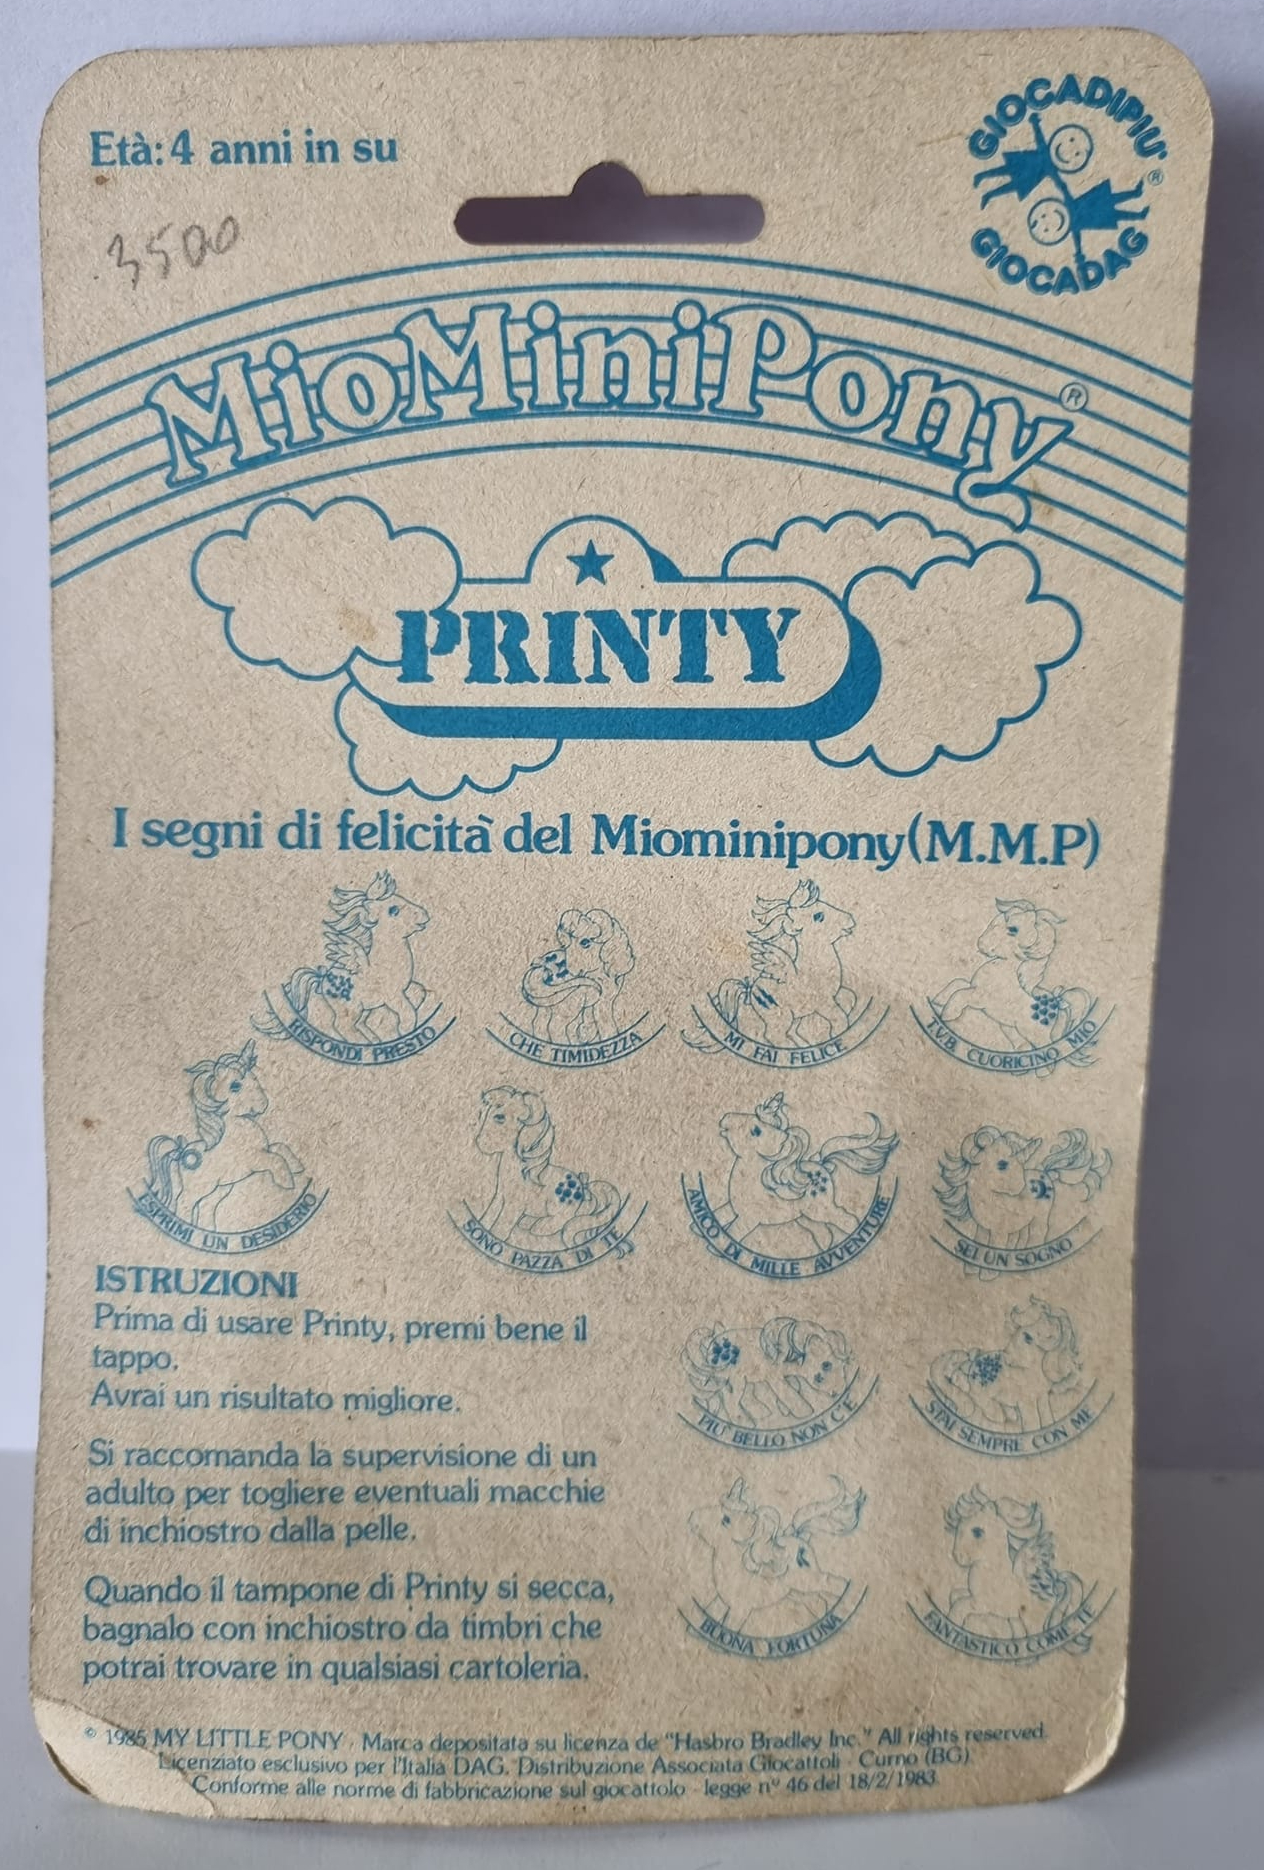 Età: 4 anni in su
GIOCADIPIU'®
GIOCADAG
3500
MioMiniPony®
PRINTY
I segni di felicità del Miominipony (M.M.P)
RISPONDI PRESTO
CHE TIMIDEZZA
MI FAI FELICE
T.V.B. CUORICINO MIO
ESPRIMI UN DESIDERIO
SONO PAZZA DI TE
AMICO DI MILLE AVVENTURE
SEI UN SOGNO
PIU' BELLO NON C'È
STAI SEMPRE CON ME
BUONA FORTUNA
FANTASTICO COME TE
ISTRUZIONI
Prima di usare Printy, premi bene il
tappo.
Avrai un risultato migliore.
Si raccomanda la supervisione di un
adulto per togliere eventuali macchie
di inchiostro dalla pelle.
Quando il tampone di Printy si secca,
bagnalo con inchiostro da timbri che
potrai trovare in qualsiasi cartoleria.
© 1985 MY LITTLE PONY . Marca depositata su licenza de "Hasbro Bradley Inc." All rights reserved.
Licenziato esclusivo per l'Italia DAG. Distribuzione Associata Giocattoli - Curno (BG)
Conforme alle norme di fabbricazione sul giocattolo - legge n° 46 del 18/2/1983.